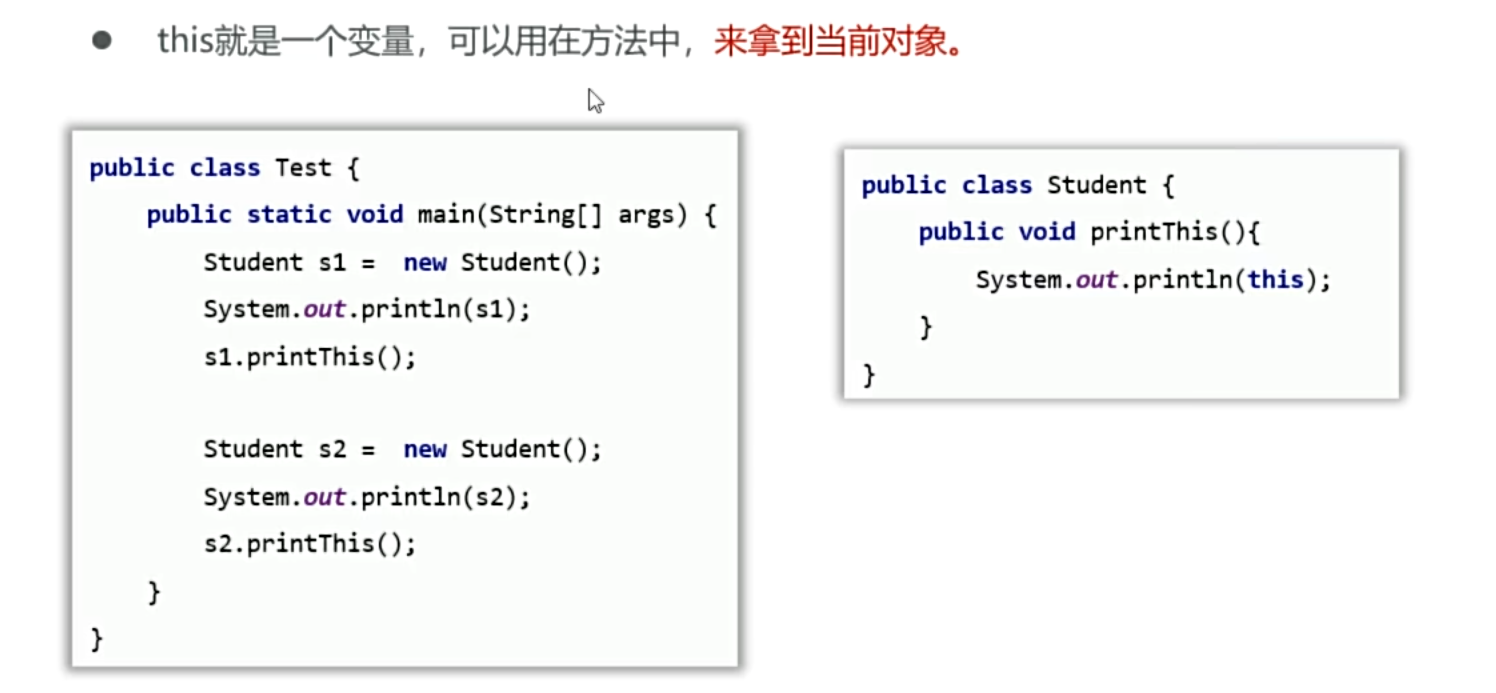 ● this就是一个变量，可以用在方法中，来拿到当前对象。
public class Test {
    public static void main(String[] args) {
        Student s1 =  new Student();
        System.out.println(s1);
        s1.printThis();

        Student s2 =  new Student();
        System.out.println(s2);
        s2.printThis();
    }
}
public class Student {
    public void printThis(){
        System.out.println(this);
    }
}